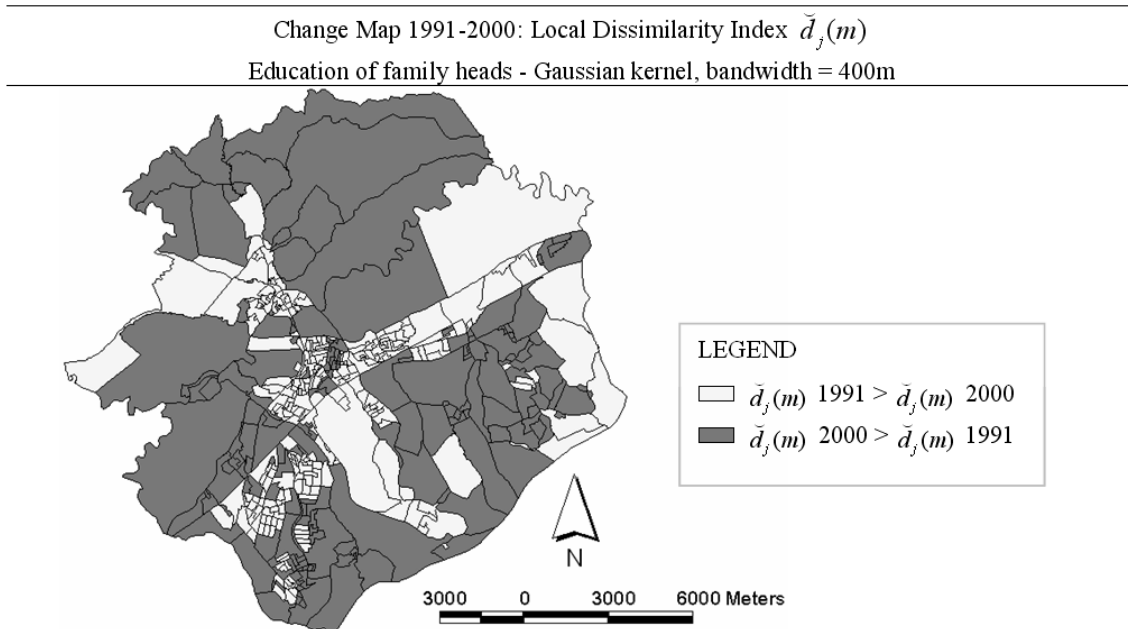 Change Map 1991-2000: Local Dissimilarity Index d̆ⱼ(m)
Education of family heads - Gaussian kernel, bandwidth = 400m
LEGEND
d̆ⱼ(m) 1991 > d̆ⱼ(m) 2000
d̆ⱼ(m) 2000 > d̆ⱼ(m) 1991
N
3000 0 3000 6000 Meters